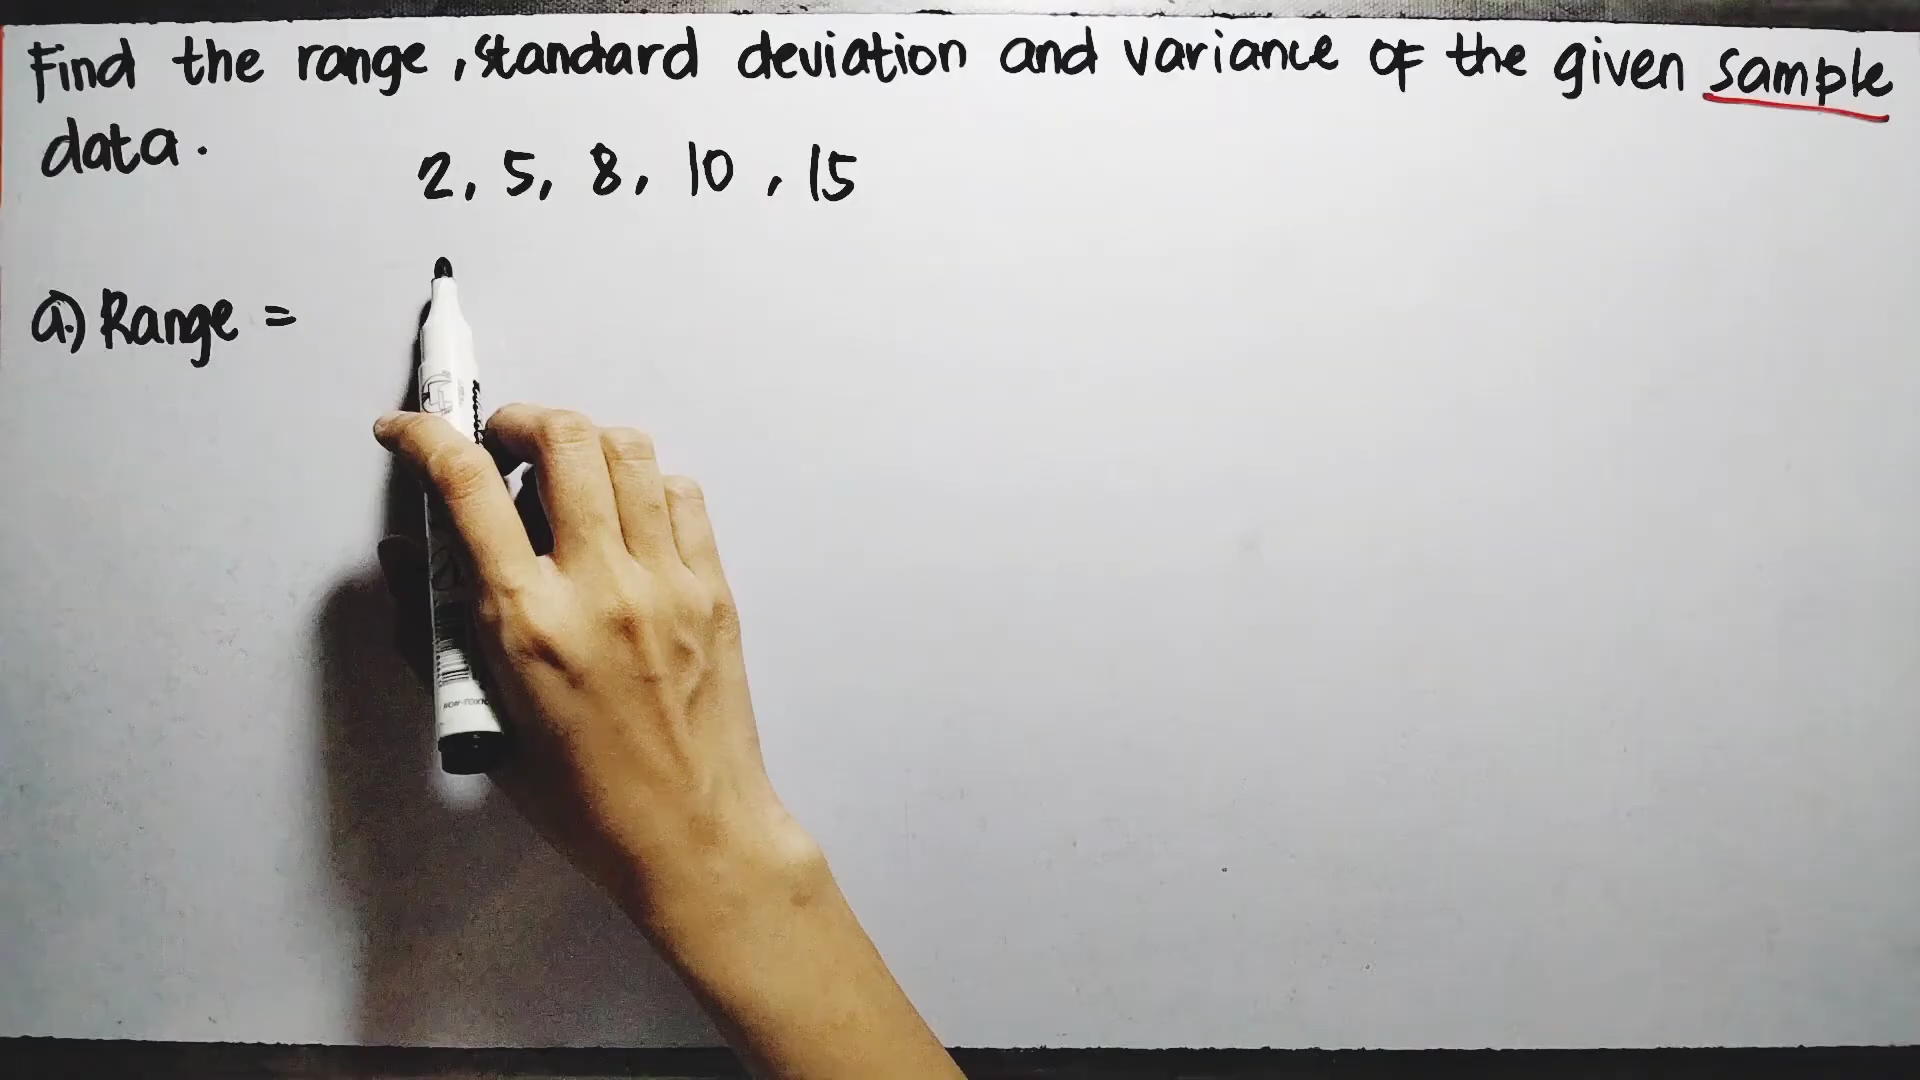 Find the range, standard deviation and variance of the given sample
data.
2, 5, 8, 10, 15
a.) Range =